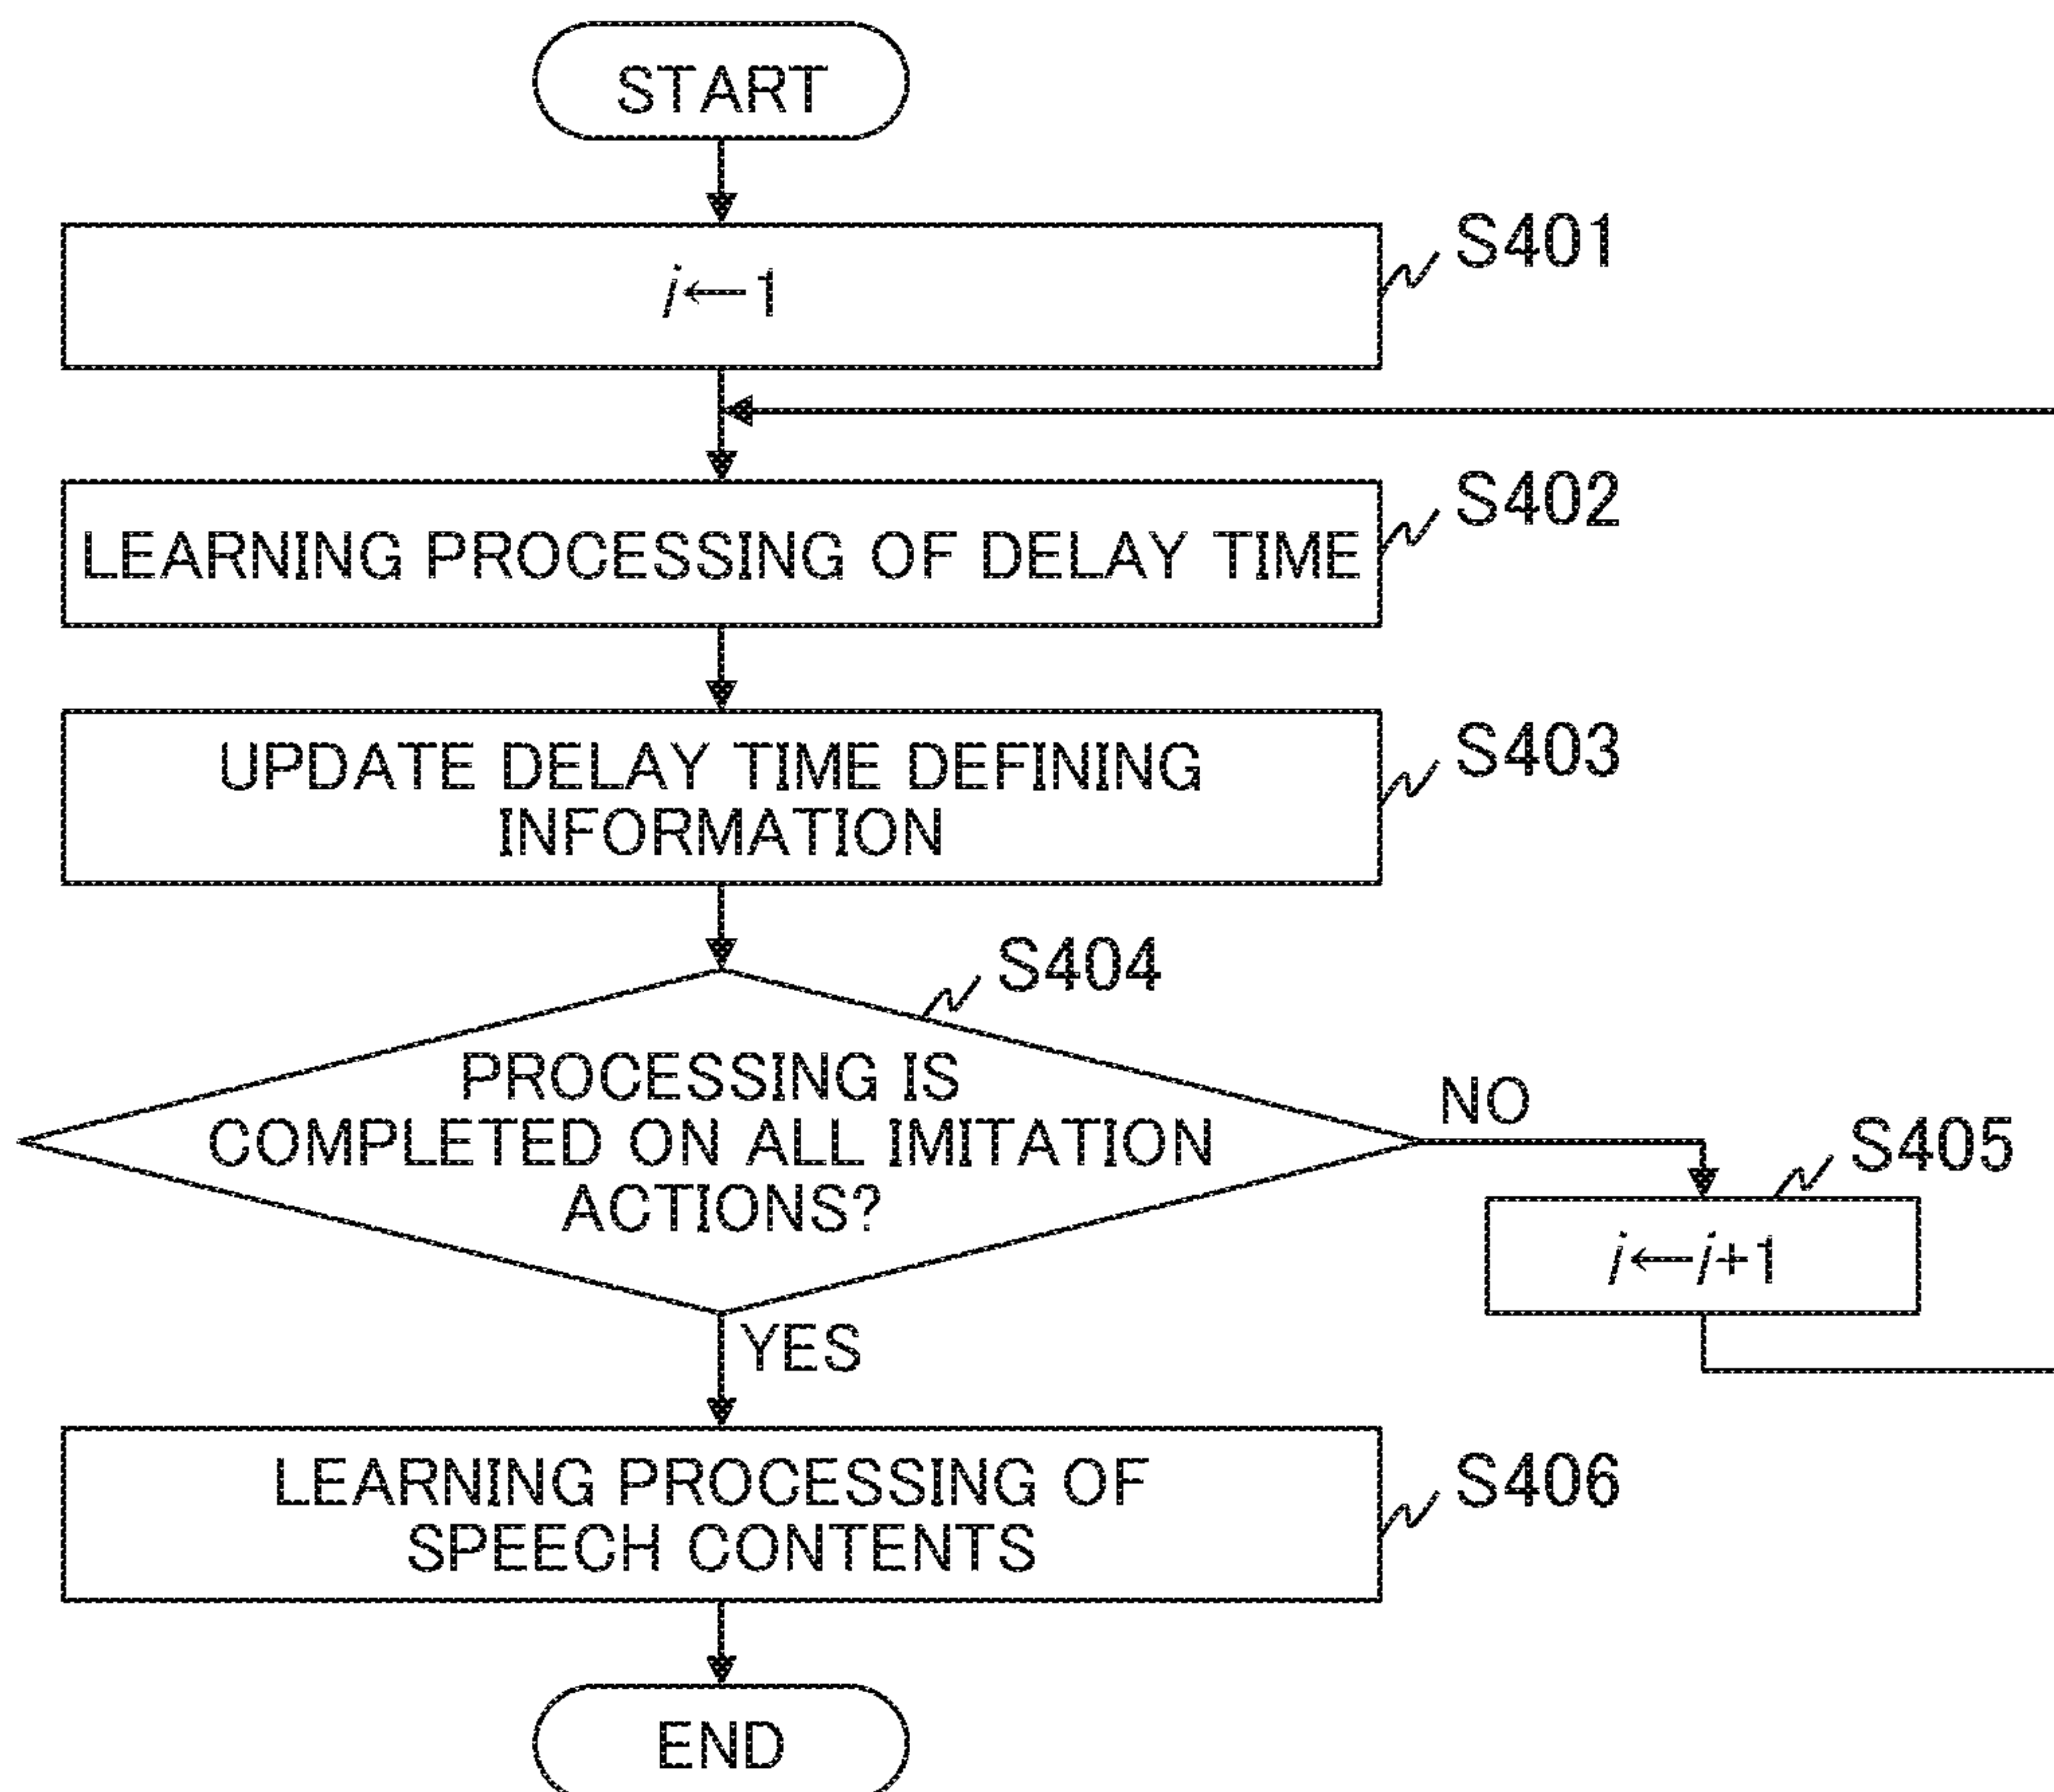 START
i←1
S401
LEARNING PROCESSING OF DELAY TIME
S402
UPDATE DELAY TIME DEFINING
INFORMATION
S403
S404
PROCESSING IS
COMPLETED ON ALL IMITATION
ACTIONS?
NO
S405
i←i+1
YES
LEARNING PROCESSING OF
SPEECH CONTENTS
S406
END